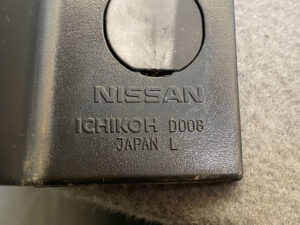 NISSAN
ICHIKOH D008
JAPAN L